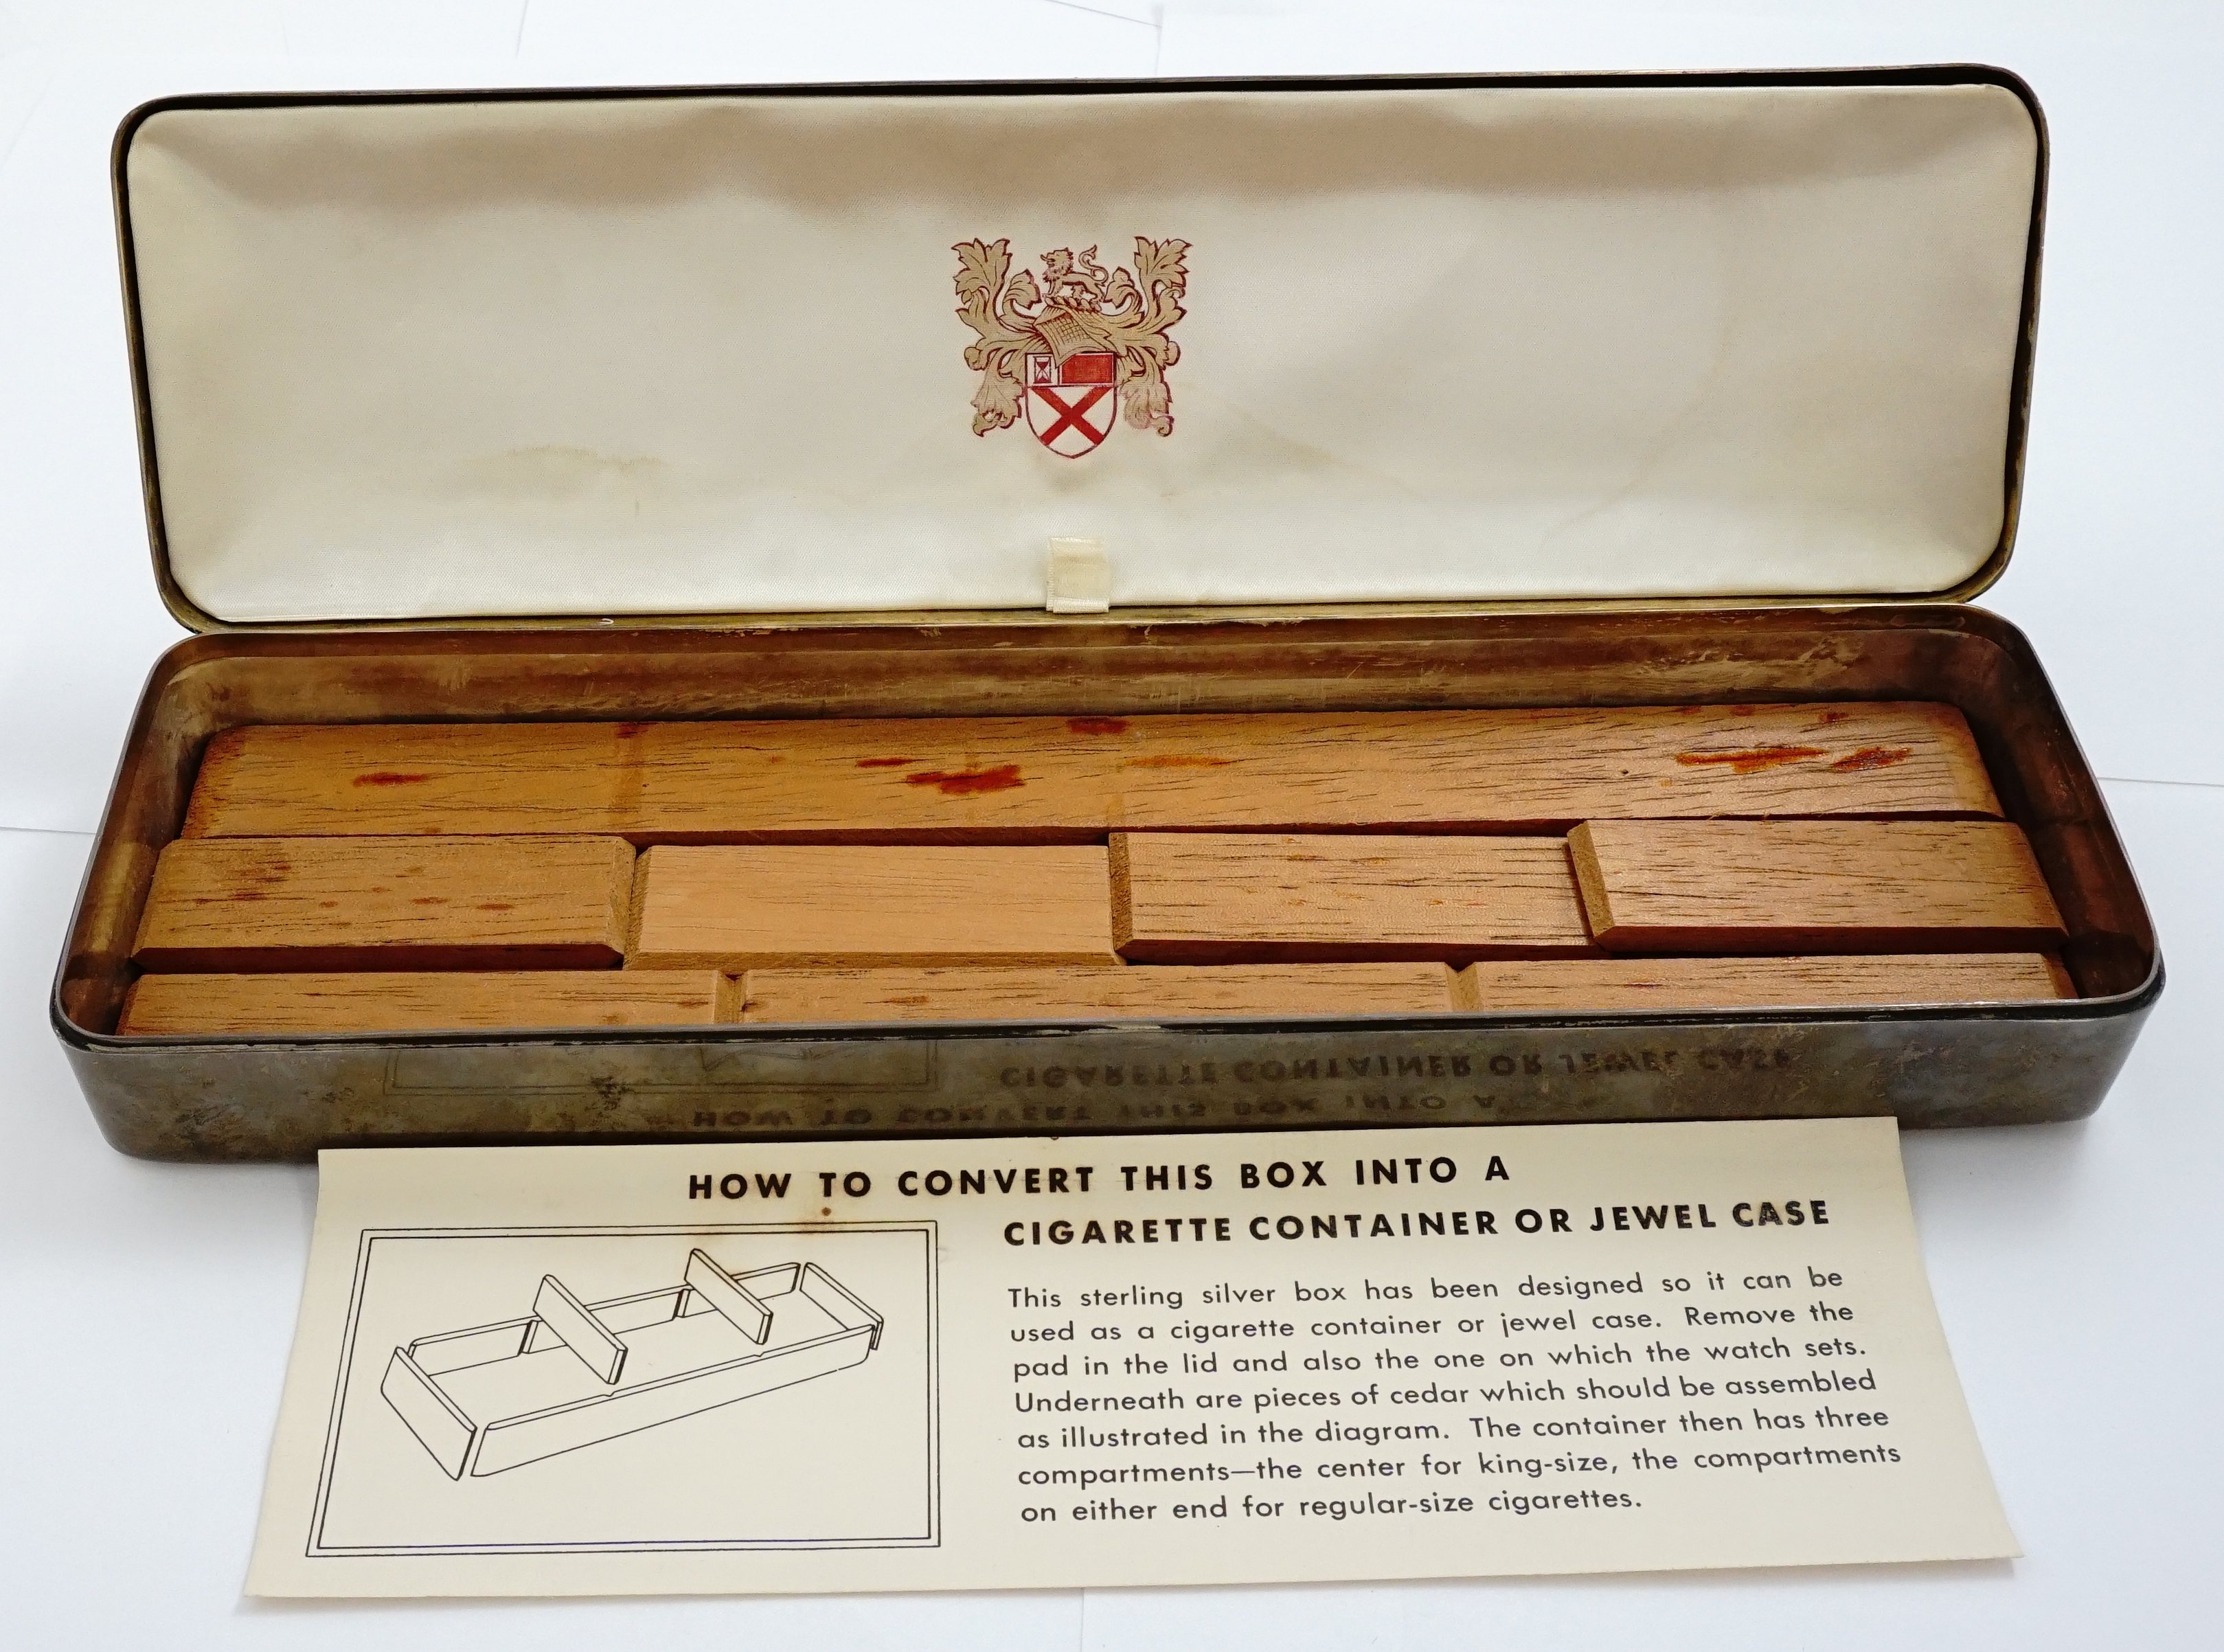 HOW TO CONVERT THIS BOX INTO A
CIGARETTE CONTAINER OR JEWEL CASE
This sterling silver box has been designed so it can be
used as a cigarette container or jewel case. Remove the
pad in the lid and also the one on which the watch sets.
Underneath are pieces of cedar which should be assembled
as illustrated in the diagram. The container then has three
compartments—the center for king-size, the compartments
on either end for regular-size cigarettes.